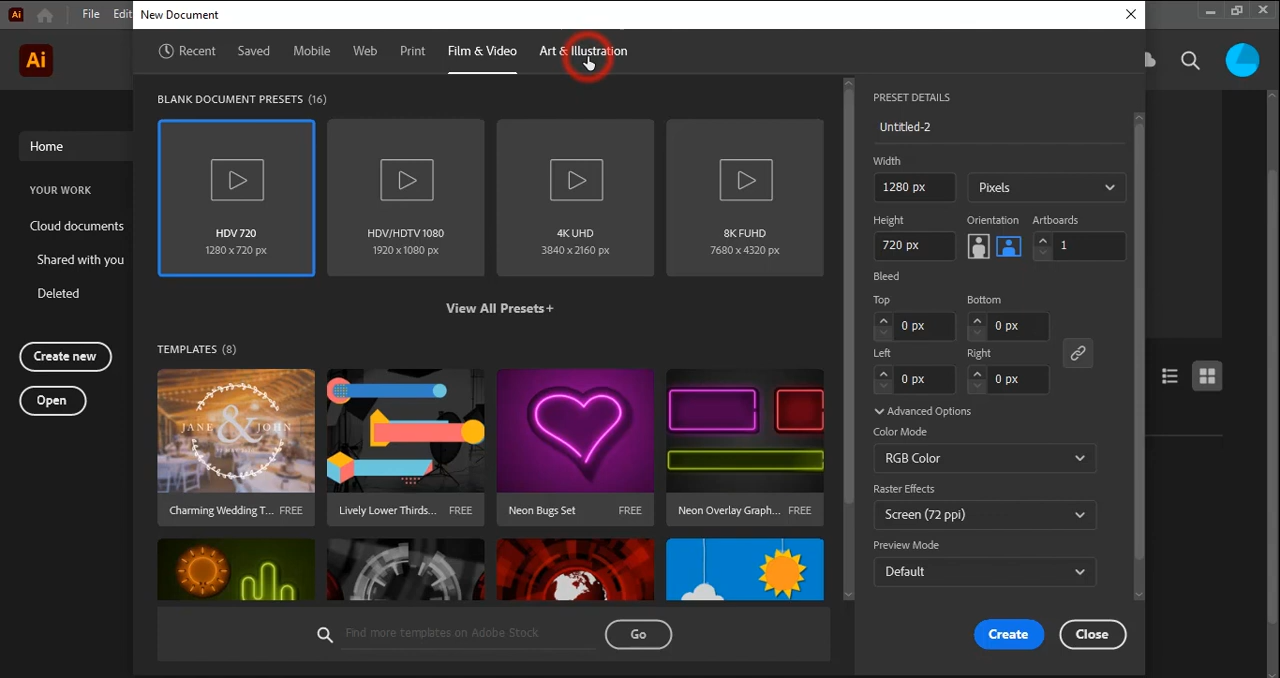 Ai
File
Edit
New Document
Ai
Recent
Saved
Mobile
Web
Print
Film & Video
Art & Illustration
Home
YOUR WORK
Cloud documents
Shared with you
Deleted
Create new
Open
BLANK DOCUMENT PRESETS (16)
HDV 720
1280 x 720 px
HDV/HDTV 1080
1920 x 1080 px
4K UHD
3840 x 2160 px
8K FUHD
7680 x 4320 px
View All Presets+
TEMPLATES (8)
JANE & JOHN
Charming Wedding T... FREE
Lively Lower Thirds... FREE
Neon Bugs Set FREE
Neon Overlay Graph... FREE
Find more templates on Adobe Stock
Go
PRESET DETAILS
Untitled-2
Width
1280 px
Pixels
Height
Orientation
Artboards
720 px
1
Bleed
Top
Bottom
0 px
0 px
Left
Right
0 px
0 px
Advanced Options
Color Mode
RGB Color
Raster Effects
Screen (72 ppi)
Preview Mode
Default
Create
Close